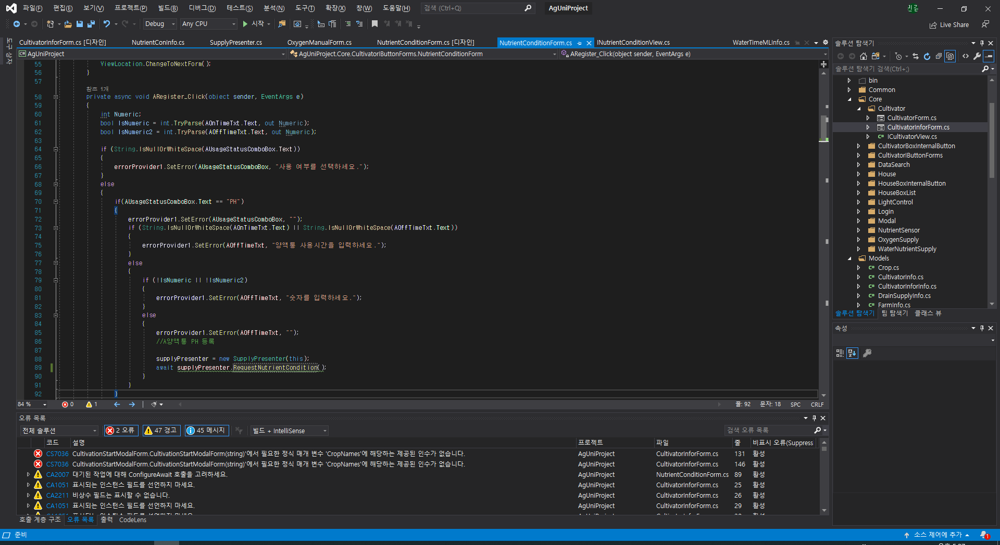 파일(F) 편집(E) 보기(V) 프로젝트(P) 빌드(B) 디버그(D) 테스트(S) 분석(N) 도구(T) 확장(X) 창(W) 도움말(H) 검색 (Ctrl+Q) AgUniProject
Debug Any CPU 시작 Live Share
도구 상자
CultivatorInforForm.cs [디자인] NutrientConInfo.cs SupplyPresenter.cs OxygenManualForm.cs NutrientConditionForm.cs [디자인] NutrientConditionForm.cs INutrientConditionView.cs WaterTimeMLInfo.cs
AgUniProject AgUniProject.Core.CultivatorIButtonForms.NutrientConditionForm ARegister_Click(object sender, EventArgs e)
55 ViewLocation.ChangeToNextForm();
56 }
57
참조 1개
58 private async void ARegister_Click(object sender, EventArgs e)
59 {
60 int Numeric;
61 bool IsNumeric = int.TryParse(AOnTimeTxt.Text, out Numeric);
62 bool IsNumeric2 = int.TryParse(AOffTimeTxt.Text, out Numeric);
63
64 if (String.IsNullOrWhiteSpace(AUsageStatusComboBox.Text))
65 {
66 errorProvider1.SetError(AUsageStatusComboBox, "사용 여부를 선택하세요.");
67 }
68 else
69 {
70 if(AUsageStatusComboBox.Text == "PH")
71 {
72 errorProvider1.SetError(AUsageStatusComboBox, "");
73 if (String.IsNullOrWhiteSpace(AOnTimeTxt.Text) || String.IsNullOrWhiteSpace(AOffTimeTxt.Text))
74 {
75 errorProvider1.SetError(AOffTimeTxt, "양액통 사용시간을 입력하세요.");
76 }
77 else
78 {
79 if (!IsNumeric || !IsNumeric2)
80 {
81 errorProvider1.SetError(AOffTimeTxt, "숫자를 입력하세요.");
82 }
83 else
84 {
85 errorProvider1.SetError(AOffTimeTxt, "");
86 //A양액통 PH 등록
87
88 supplyPresenter = new SupplyPresenter(this);
89 await supplyPresenter.RequestNutrientCondition();
90 }
91 }
92 }
84 % 0 1 줄: 92 문자: 18 SPC CRLF
오류 목록
전체 솔루션 2 오류 47 경고 45 메시지 빌드 + IntelliSense 검색 오류 목록
코드 설명 프로젝트 파일 줄 비표시 오류(Suppress
CS7036 CultivationStartModalForm.CultivationStartModalForm(string)'에서 필요한 정식 매개 변수 'CropNames'에 해당하는 제공된 인수가 없습니다. AgUniProject CultivatorInforForm.cs 131 활성
CS7036 CultivationStartModalForm.CultivationStartModalForm(string)'에서 필요한 정식 매개 변수 'CropNames'에 해당하는 제공된 인수가 없습니다. AgUniProject CultivatorInforForm.cs 146 활성
CA2007 대기된 작업에 대해 ConfigureAwait 호출을 고려하세요. AgUniProject NutrientConditionForm.cs 89 활성
CA1051 표시되는 인스턴스 필드를 선언하지 마세요. AgUniProject CultivatorInforForm.cs 25 활성
CA2211 비상수 필드는 표시할 수 없습니다. AgUniProject CultivatorInforForm.cs 26 활성
CA1051 표시되는 인스턴스 필드를 선언하지 마세요. AgUniProject CultivatorInforForm.cs 29 활성
호출 계층 구조 오류 목록 출력 CodeLens
솔루션 탐색기
솔루션 탐색기 검색(Ctrl+;)
bin
Common
Core
Cultivator
CultivatorForm.cs
CultivatorInforForm.cs
ICultivatorView.cs
CultivatorBoxInternalButton
CultivatorIButtonForms
DataSearch
House
HouseBoxInternalButton
HouseBoxList
LightControl
Login
Modal
NutrientSensor
OxygenSupply
WaterNutrientSupply
Models
Crop.cs
CultivatorInfo.cs
CultivatorInforInfo.cs
DrainSupplyInfo.cs
FarmInfo.cs
솔루션 탐색기 팀 탐색기 클래스 뷰
속성
준비 소스 제어에 추가 1